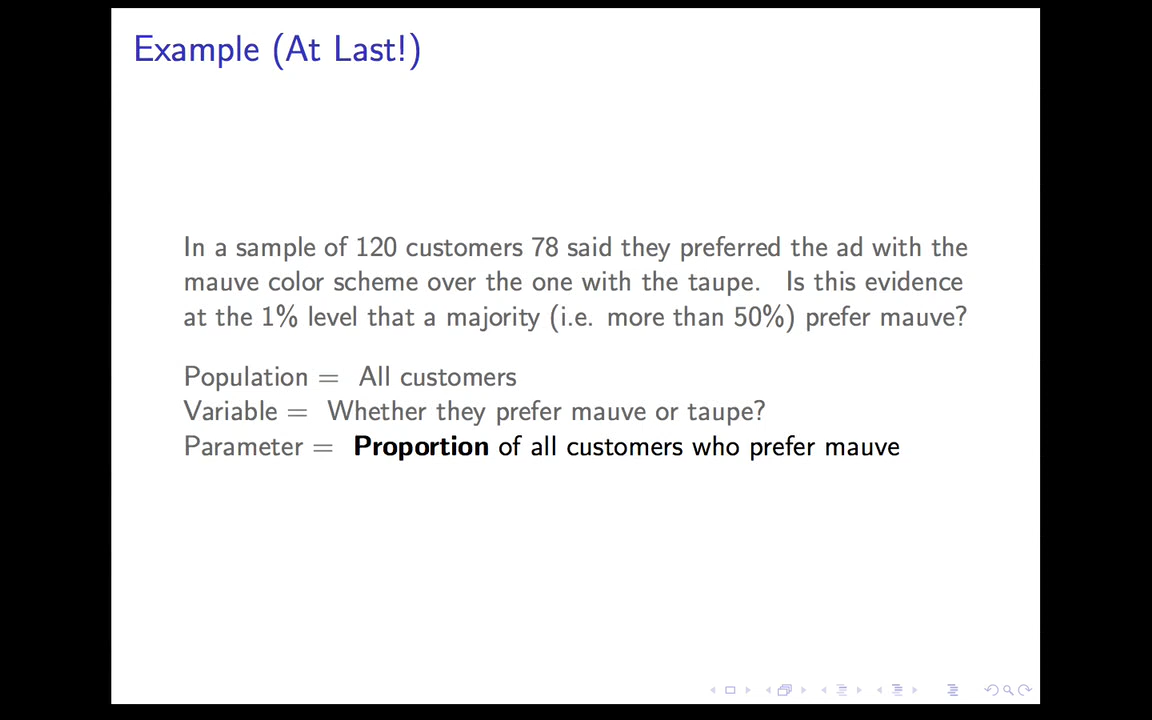 Example (At Last!)
In a sample of 120 customers 78 said they preferred the ad with the
mauve color scheme over the one with the taupe. Is this evidence
at the 1% level that a majority (i.e. more than 50%) prefer mauve?
Population = All customers
Variable = Whether they prefer mauve or taupe?
Parameter = Proportion of all customers who prefer mauve